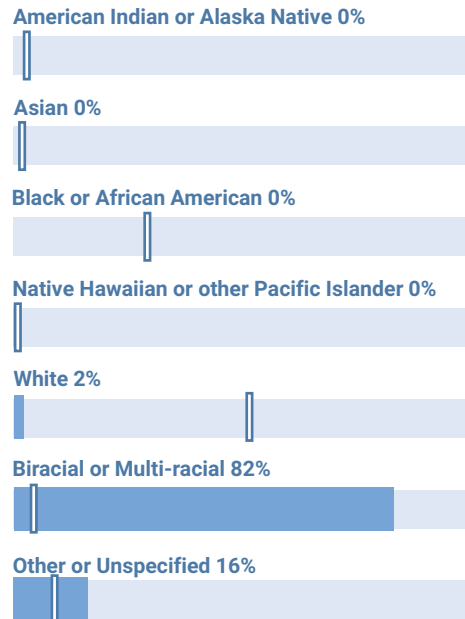 American Indian or Alaska Native 0%
Asian 0%
Black or African American 0%
Native Hawaiian or other Pacific Islander 0%
White 2%
Biracial or Multi-racial 82%
Other or Unspecified 16%